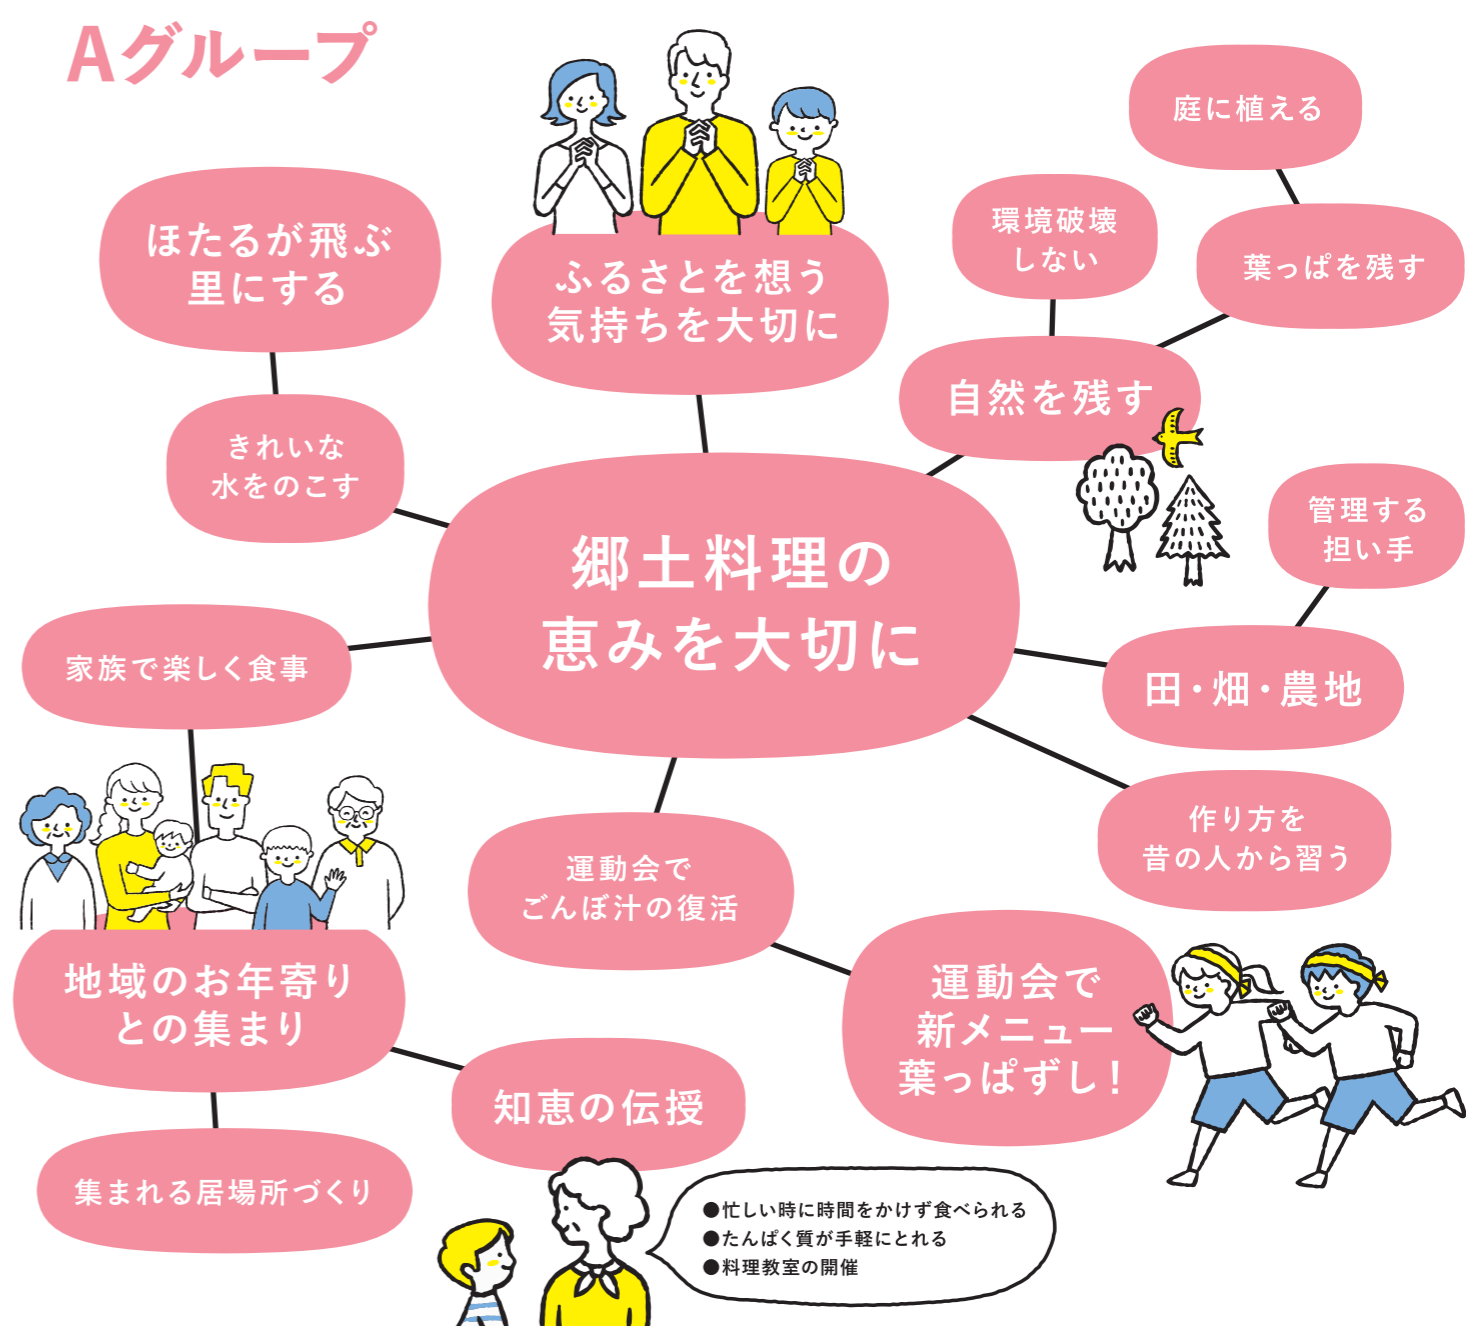 Aグループ
庭に植える
環境破壊
しない
葉っぱを残す
ほたるが飛ぶ
里にする
ふるさとを想う
気持ちを大切に
自然を残す
きれいな
水をのこす
管理する
担い手
郷土料理の
恵みを大切に
家族で楽しく食事
田・畑・農地
作り方を
昔の人から習う
運動会で
ごんぼ汁の復活
地域のお年寄り
との集まり
運動会で
新メニュー
葉っぱずし!
知恵の伝授
集まれる居場所づくり
●忙しい時に時間をかけず食べられる
●たんぱく質が手軽にとれる
●料理教室の開催